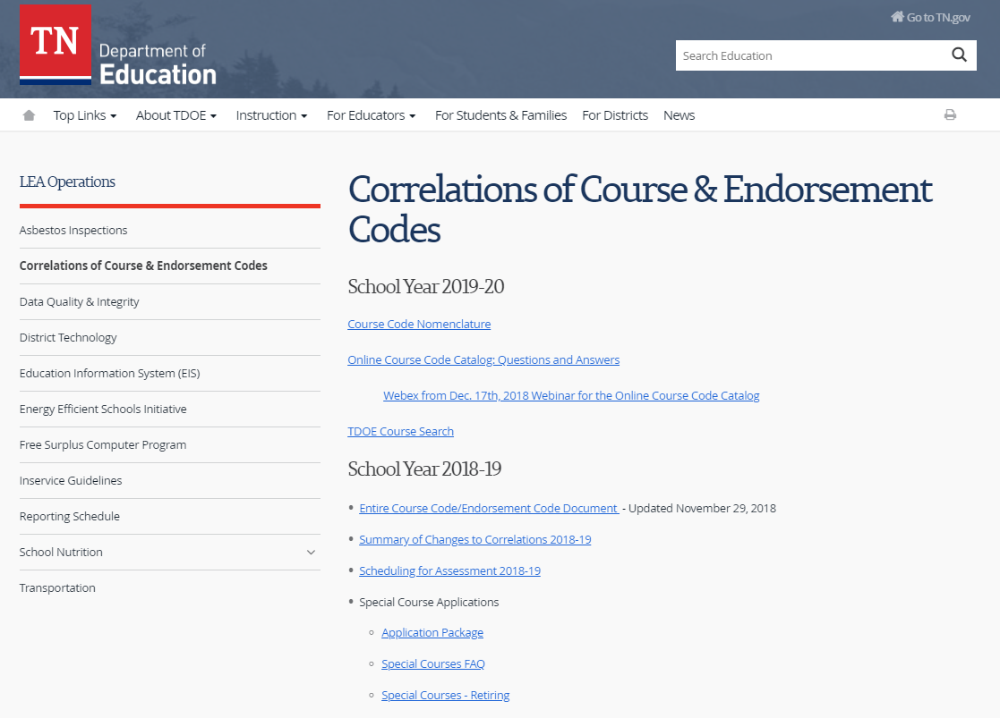 Go to TN.gov
TN
Department of
Education
Search Education
Top Links
About TDOE
Instruction
For Educators
For Students & Families
For Districts
News
LEA Operations
Asbestos Inspections
Correlations of Course & Endorsement Codes
Data Quality & Integrity
District Technology
Education Information System (EIS)
Energy Efficient Schools Initiative
Free Surplus Computer Program
Inservice Guidelines
Reporting Schedule
School Nutrition
Transportation
Correlations of Course & Endorsement
Codes
School Year 2019-20
Course Code Nomenclature
Online Course Code Catalog: Questions and Answers
Webex from Dec. 17th, 2018 Webinar for the Online Course Code Catalog
TDOE Course Search
School Year 2018-19
• Entire Course Code/Endorsement Code Document - Updated November 29, 2018
• Summary of Changes to Correlations 2018-19
• Scheduling for Assessment 2018-19
• Special Course Applications
◦ Application Package
◦ Special Courses FAQ
◦ Special Courses - Retiring